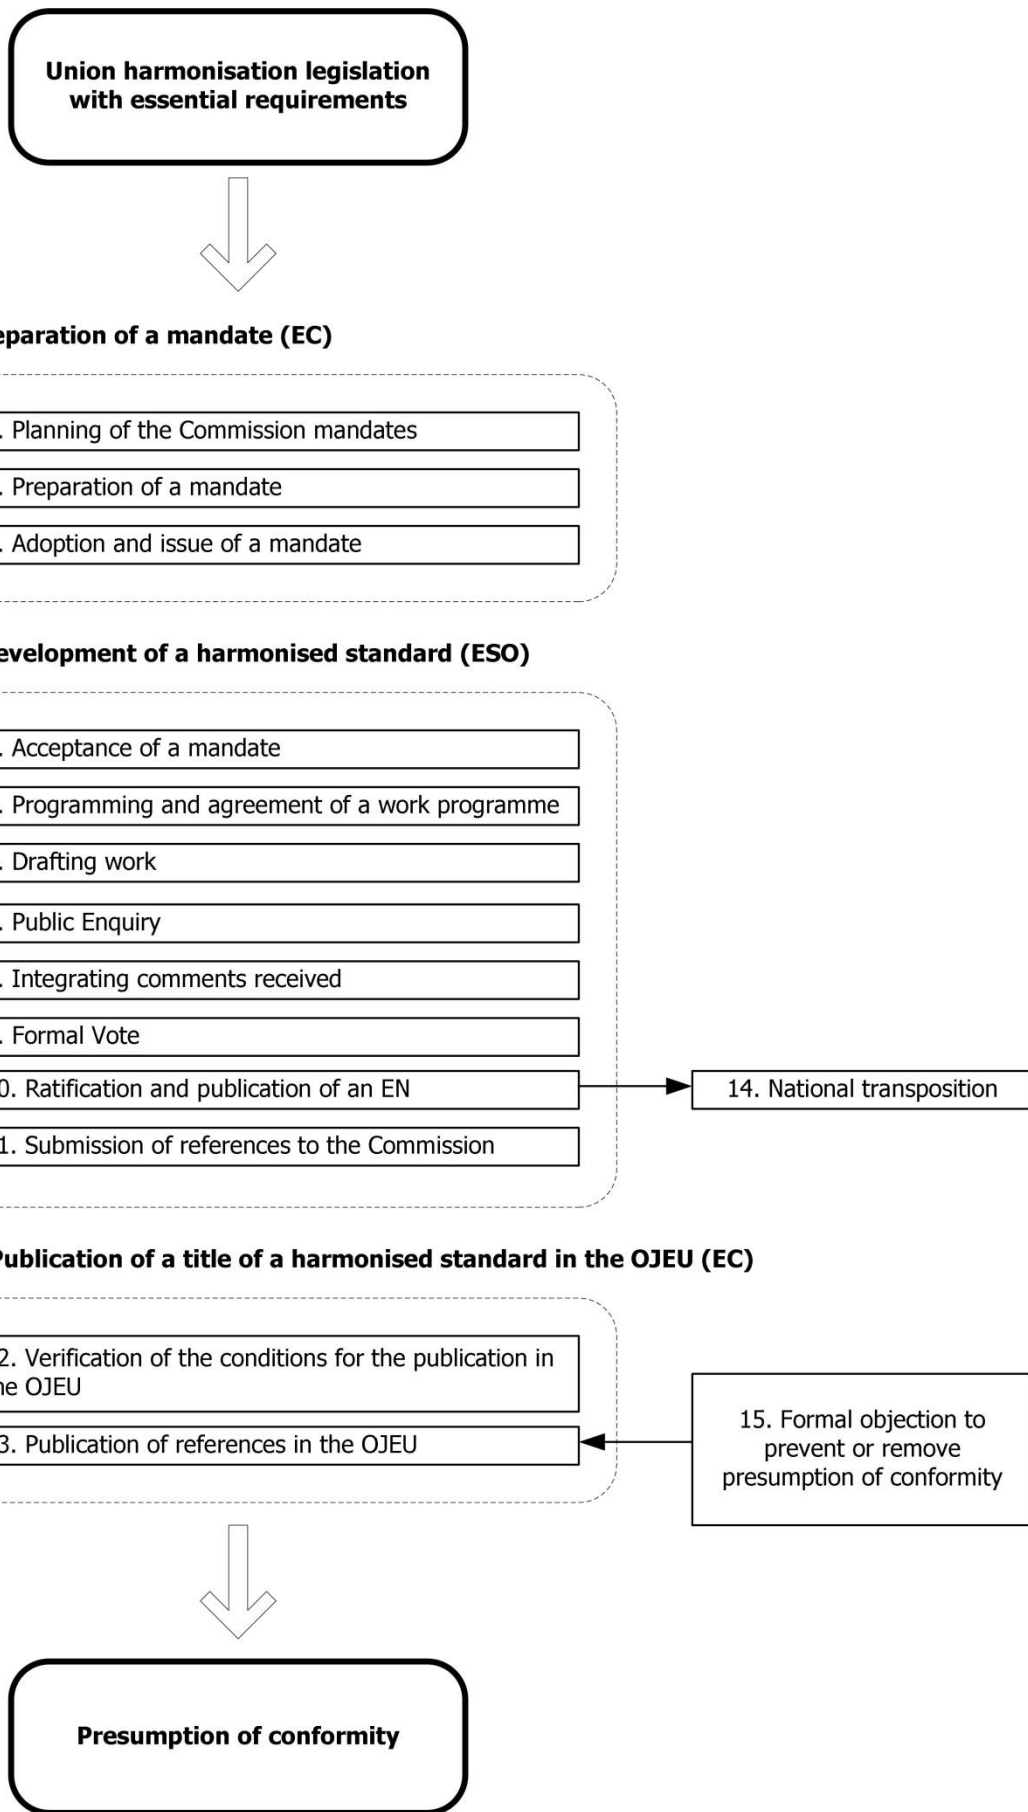 Union harmonisation legislation
with essential requirements
eparation of a mandate (EC)
. Planning of the Commission mandates
. Preparation of a mandate
. Adoption and issue of a mandate
evelopment of a harmonised standard (ESO)
. Acceptance of a mandate
. Programming and agreement of a work programme
. Drafting work
. Public Enquiry
. Integrating comments received
. Formal Vote
0. Ratification and publication of an EN
14. National transposition
1. Submission of references to the Commission
Publication of a title of a harmonised standard in the OJEU (EC)
2. Verification of the conditions for the publication in
he OJEU
3. Publication of references in the OJEU
15. Formal objection to
prevent or remove
presumption of conformity
Presumption of conformity